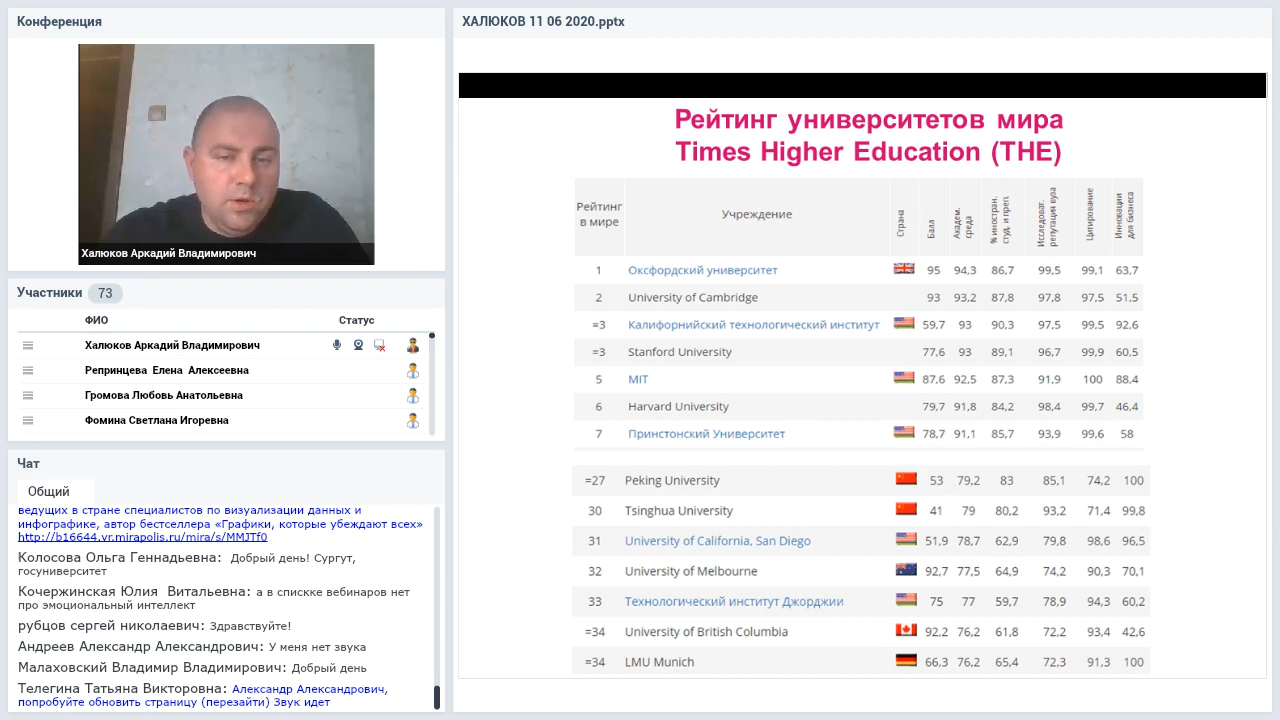 Конференция
Халюков Аркадий Владимирович
Участники 73
ФИО Статус
Халюков Аркадий Владимирович
Репринцева Елена Алексеевна
Громова Любовь Анатольевна
Фомина Светлана Игоревна
Чат
Общий
ведущих в стране специалистов по визуализации данных и
инфографике, автор бестселлера «Графики, которые убеждают всех»
http://b16644.vr.mirapolis.ru/mira/s/MMJTf0
Колосова Ольга Геннадьевна: Добрый день! Сургут,
госуниверситет
Кочержинская Юлия Витальевна: а в спискке вебинаров нет
про эмоциональный интеллект
рубцов сергей николаевич: Здравствуйте!
Андреев Александр Александрович: У меня нет звука
Малаховский Владимир Владимирович: Добрый день
Телегина Татьяна Викторовна: Александр Александрович,
попробуйте обновить страницу (перезайти) Звук идет
ХАЛЮКОВ 11 06 2020.pptx
Рейтинг университетов мира
Times Higher Education (THE)
Рейтинг
в мире
Учреждение
Страна
Балл
Академ.
среда
% иностран.
студ. и преп.
Исследоват.
репутация вуза
Цитирование
Инновации
для бизнеса
1 Оксфордский университет 95 94,3 86,7 99,5 99,1 63,7
2 University of Cambridge 93 93,2 87,8 97,8 97,5 51,5
=3 Калифорнийский технологический институт 59,7 93 90,3 97,5 99,5 92,6
=3 Stanford University 77,6 93 89,1 96,7 99,9 60,5
5 MIT 87,6 92,5 87,3 91,9 100 88,4
6 Harvard University 79,7 91,8 84,2 98,4 99,7 46,4
7 Принстонский Университет 78,7 91,1 85,7 93,9 99,6 58
=27 Peking University 53 79,2 83 85,1 74,2 100
30 Tsinghua University 41 79 80,2 93,2 71,4 99,8
31 University of California, San Diego 51,9 78,7 62,9 79,8 98,6 96,5
32 University of Melbourne 92,7 77,5 64,9 74,2 90,3 70,1
33 Технологический институт Джорджии 75 77 59,7 78,9 94,3 60,2
=34 University of British Columbia 92,2 76,2 61,8 72,2 93,4 42,6
=34 LMU Munich 66,3 76,2 65,4 72,3 91,3 100